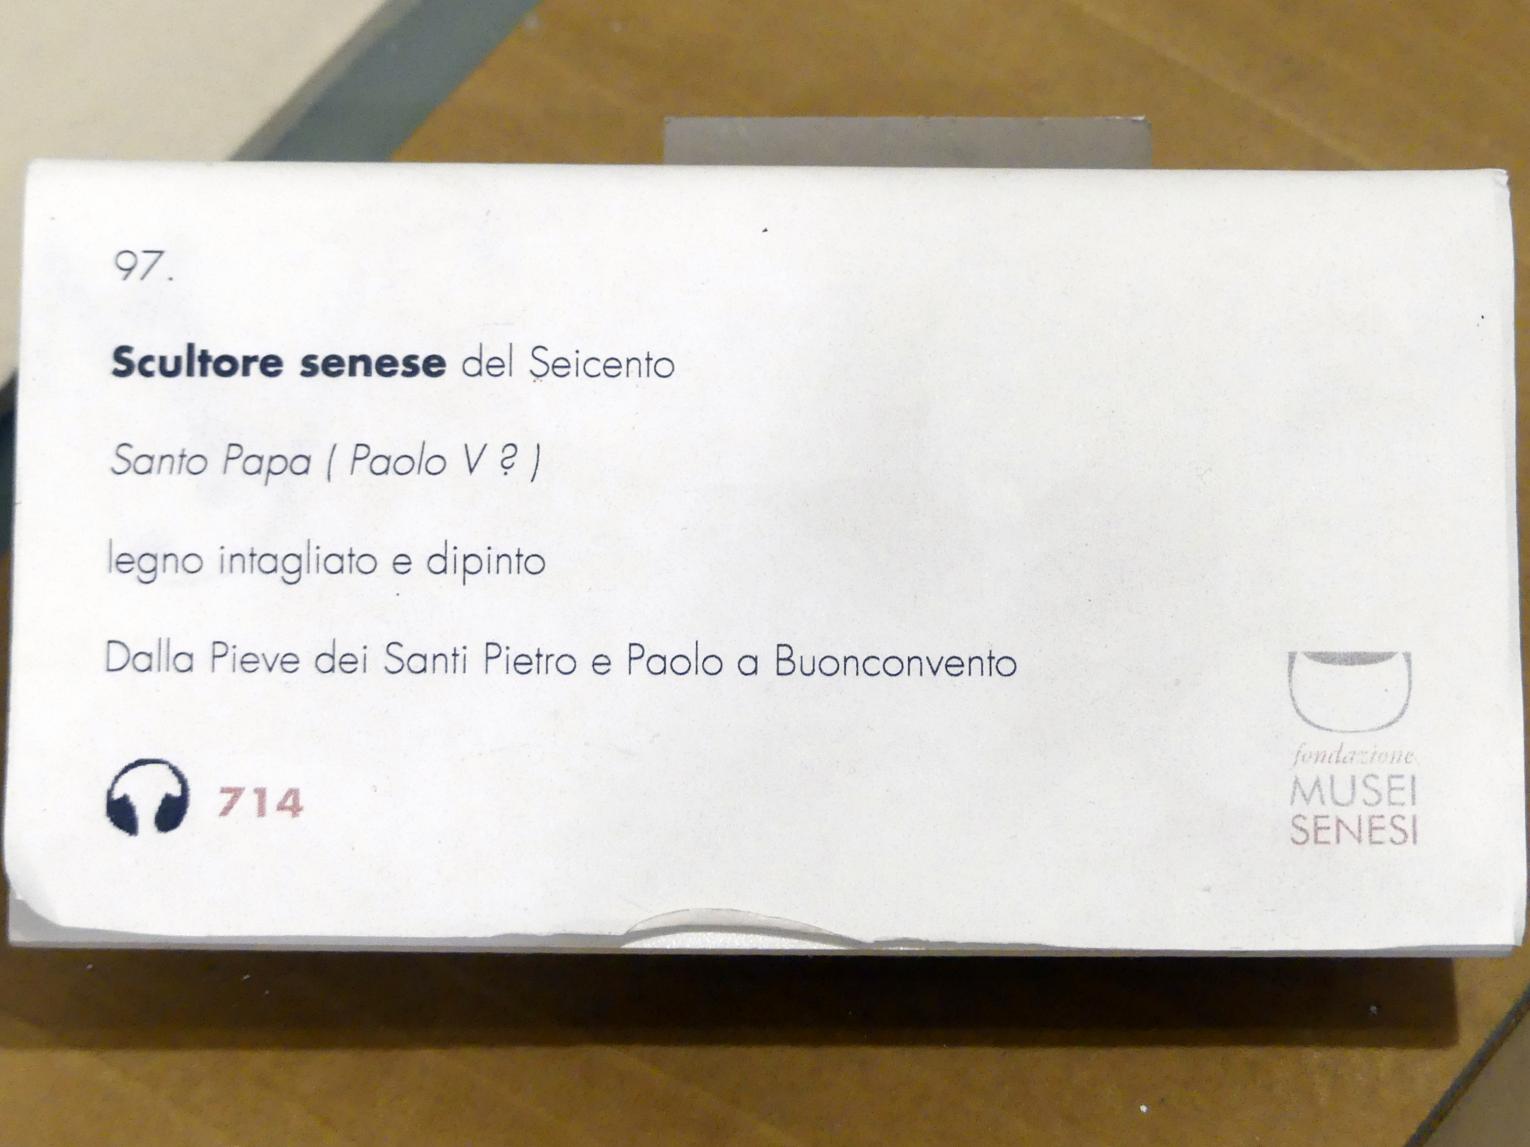 97.
Scultore senese del Seicento
Santo Papa ( Paolo V ? )
legno intagliato e dipinto
Dalla Pieve dei Santi Pietro e Paolo a Buonconvento
714
fondazione
MUSEI
SENESI